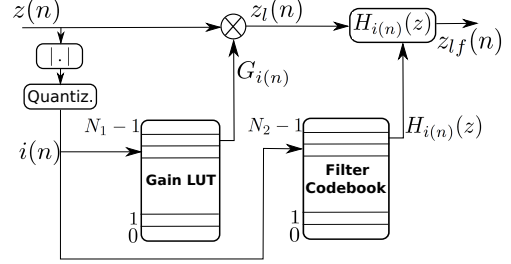 z(n)
z_l(n)
H_{i(n)}(z)
z_{lf}(n)
|.|
G_{i(n)}
Quantiz.
N_1 − 1
N_2 − 1
H_{i(n)}(z)
i(n)
Gain LUT
Filter
Codebook
1
0
1
0